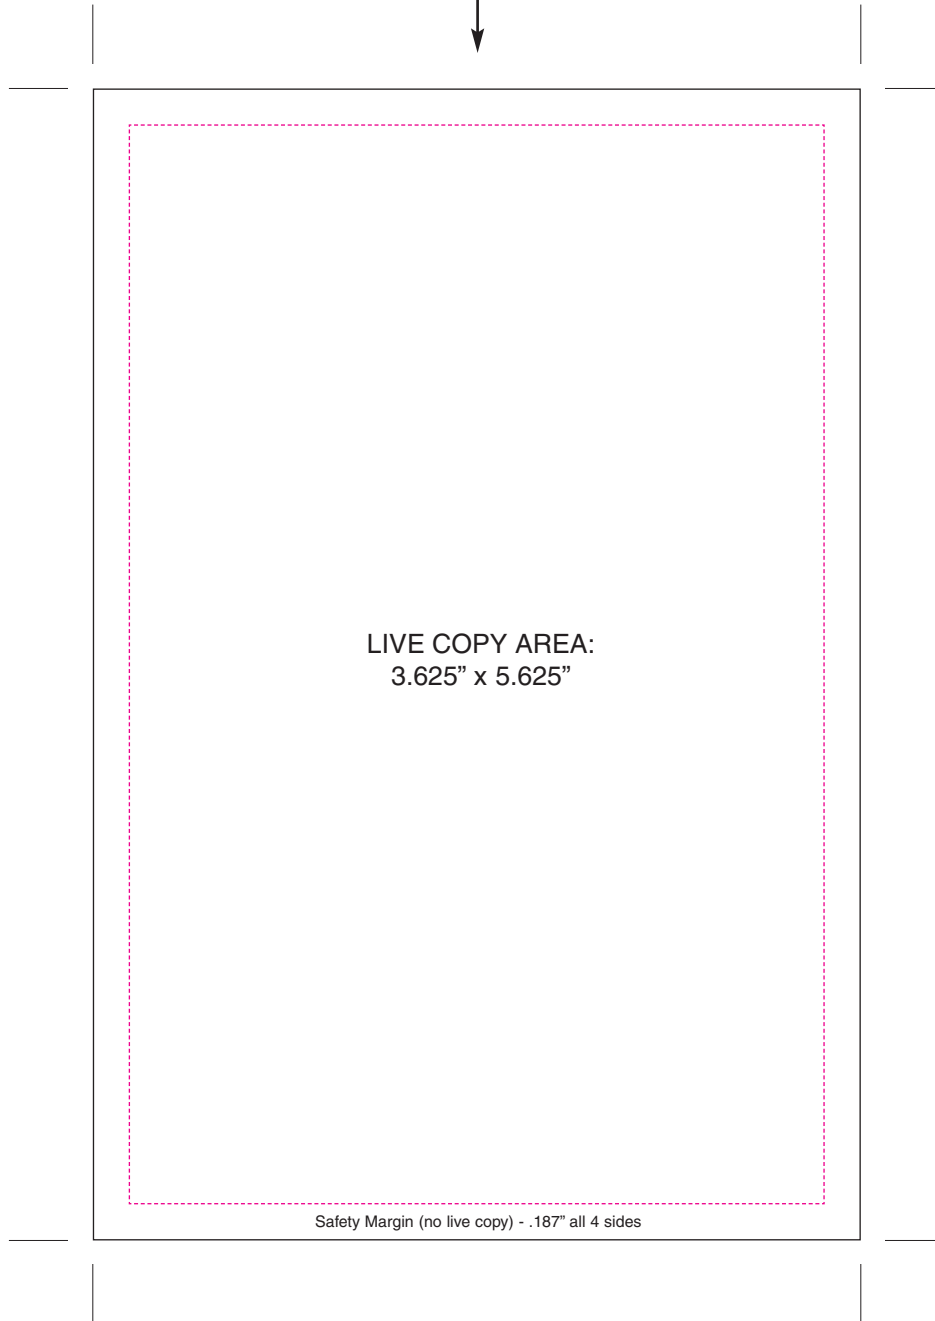 LIVE COPY AREA:
3.625” x 5.625”
Safety Margin (no live copy) - .187” all 4 sides